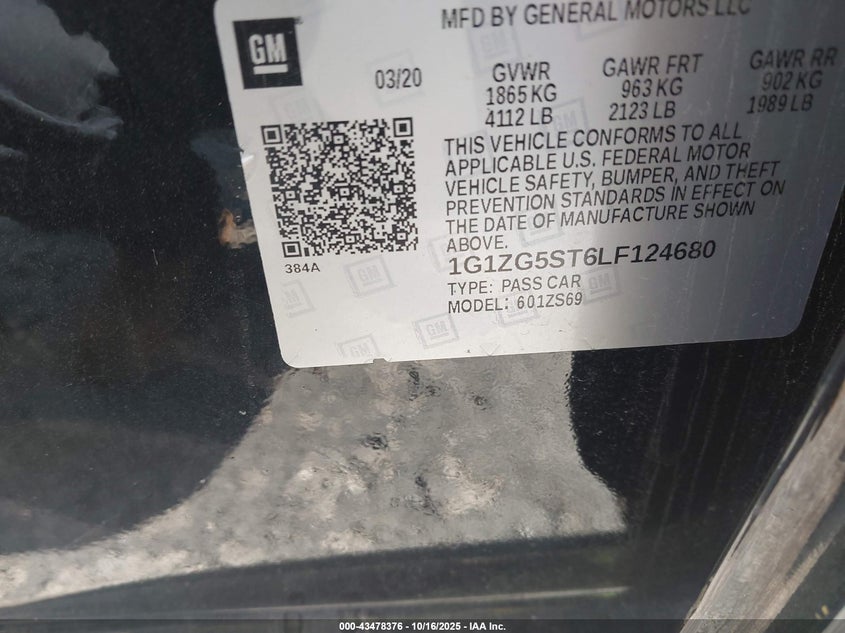 MFD BY GENERAL MOTORS LLC
GM
03/20
GVWR GAWR FRT GAWR RR
1865 KG 963 KG 902 KG
4112 LB 2123 LB 1989 LB
THIS VEHICLE CONFORMS TO ALL
APPLICABLE U.S. FEDERAL MOTOR
VEHICLE SAFETY, BUMPER, AND THEFT
PREVENTION STANDARDS IN EFFECT ON
THE DATE OF MANUFACTURE SHOWN
ABOVE.
384A
1G1ZG5ST6LF124680
TYPE: PASS CAR
MODEL: 601ZS69
GM
GM
GM
000-43478376 | 10/16/2025 | IAA Inc.